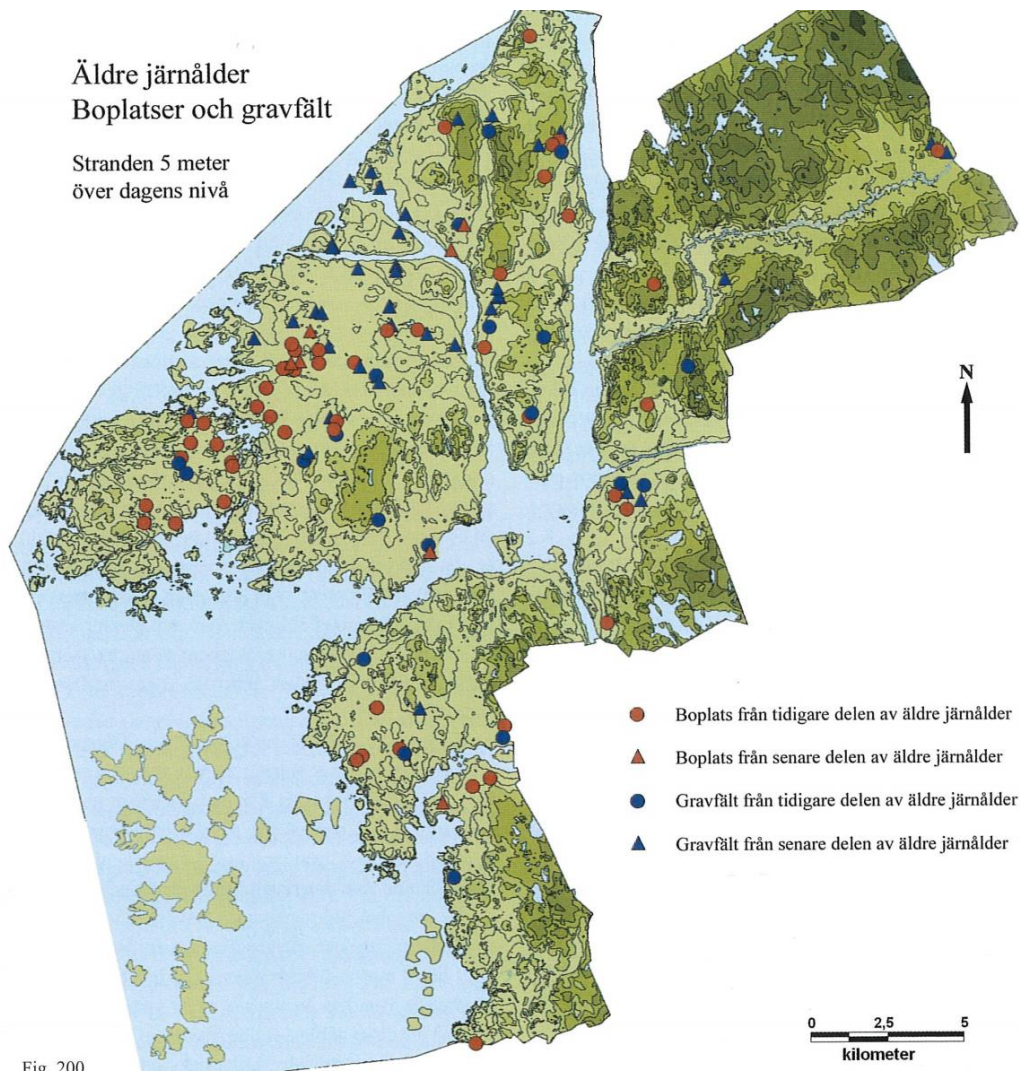 Äldre järnålder
Boplatser och gravfält
Stranden 5 meter
över dagens nivå
N
Boplats från tidigare delen av äldre järnålder
Boplats från senare delen av äldre järnålder
Gravfält från tidigare delen av äldre järnålder
Gravfält från senare delen av äldre järnålder
0 2,5 5
kilometer
Fig. 200